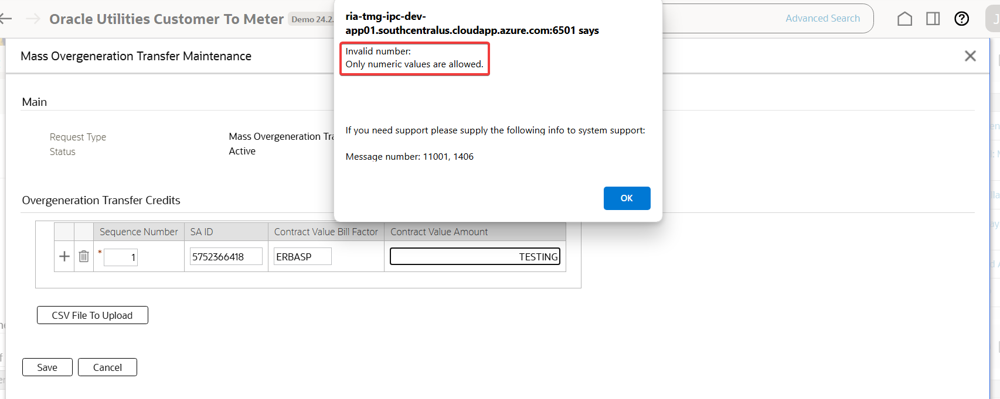 Oracle Utilities Customer To Meter Demo 24.2.
ria-tmg-ipc-dev-
app01.southcentralus.cloudapp.azure.com:6501 says
Advanced Search
Invalid number:
Only numeric values are allowed.
Mass Overgeneration Transfer Maintenance
Main
If you need support please supply the following info to system support:
Request Type Mass Overgeneration
Status Active
Message number: 11001, 1406
OK
Overgeneration Transfer Credits
Sequence Number SA ID Contract Value Bill Factor Contract Value Amount
* 1 5752366418 ERBASP TESTING
CSV File To Upload
Save Cancel